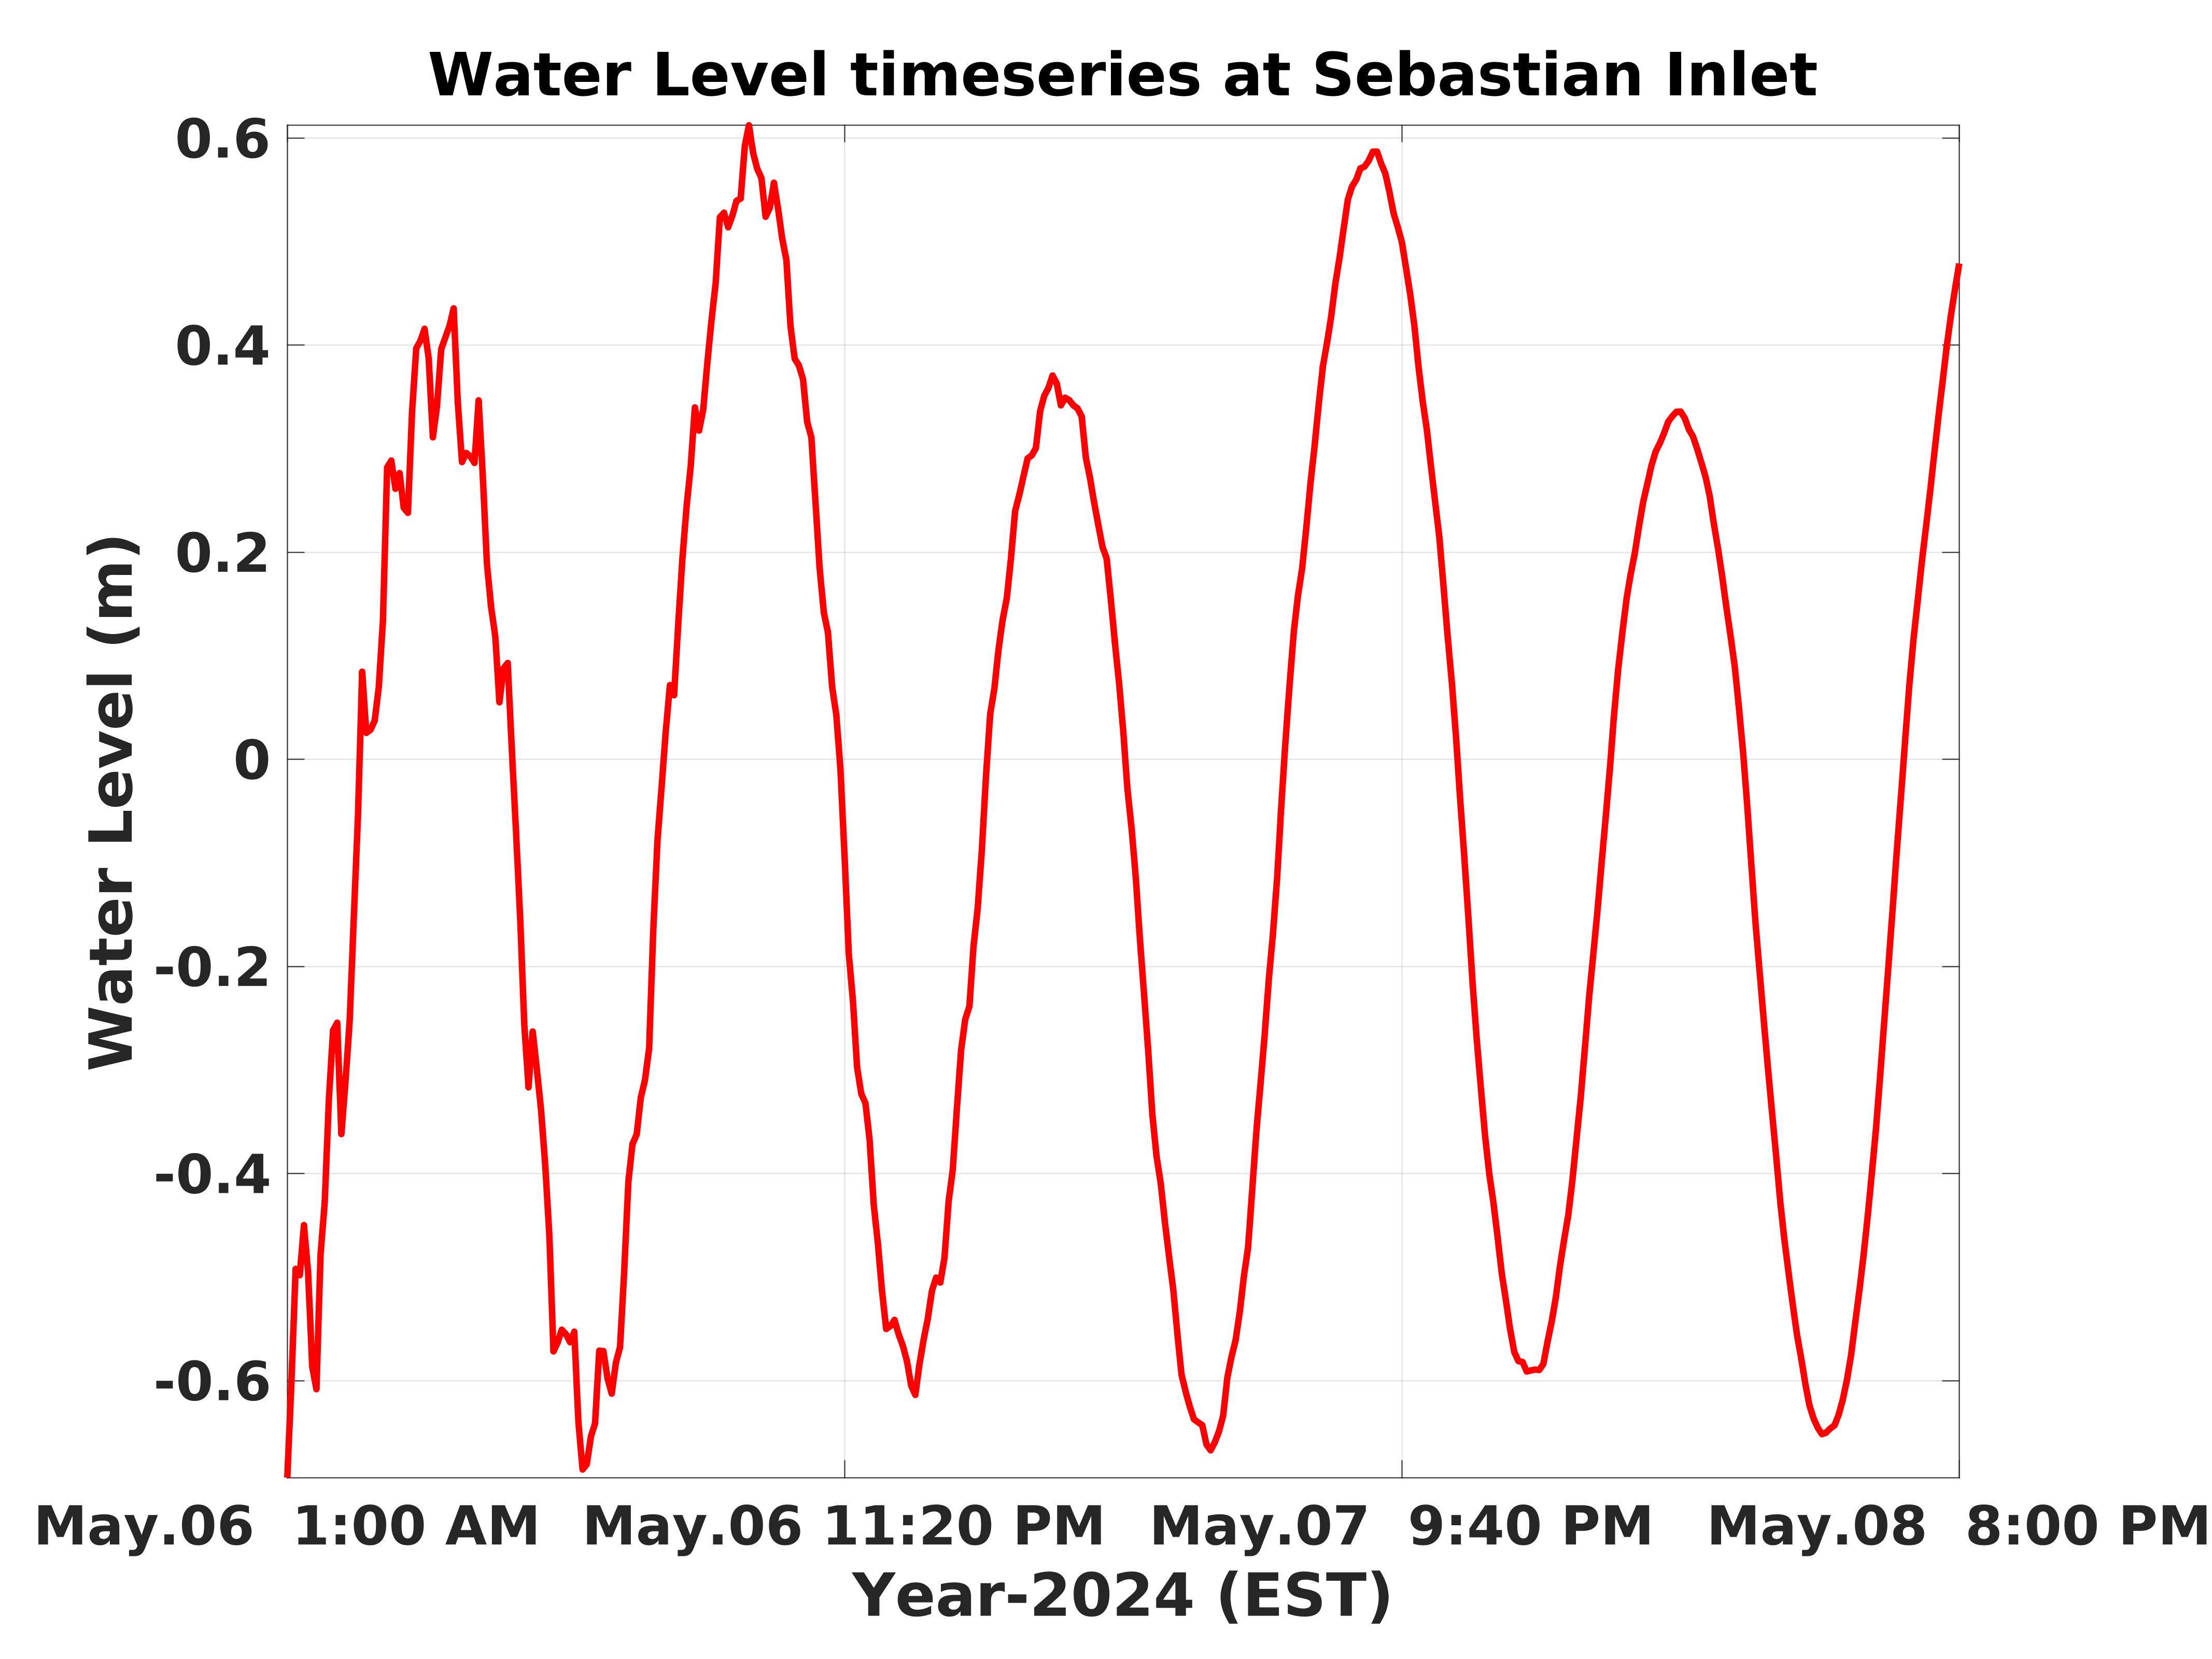 Water Level timeseries at Sebastian Inlet
0.6
0.4
0.2
0
-0.2
-0.4
-0.6
Water Level (m)
May.06 1:00 AM May.06 11:20 PM May.07 9:40 PM May.08 8:00 PM
Year-2024 (EST)